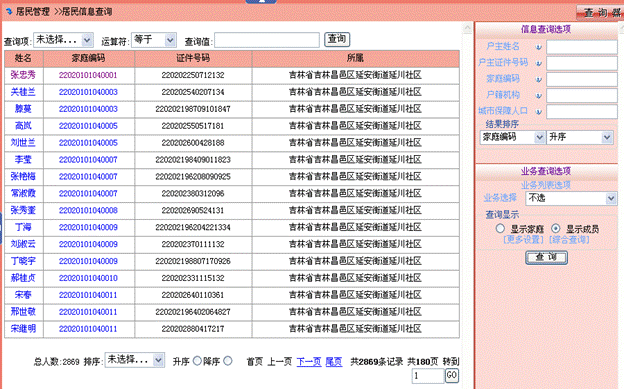 居民管理 >>居民信息查询
查询器
查询项: 未选择... 运算符: 等于 查询值: 查询
姓名 家庭编码 证件号码 所属
张忠秀 22020101040001 220202250712132 吉林省吉林昌邑区延安街道延川社区
关桂兰 22020101040003 220202540207134 吉林省吉林昌邑区延安街道延川社区
滕蔓 22020101040003 220202198709101847 吉林省吉林昌邑区延安街道延川社区
高岚 22020101040005 220202550517181 吉林省吉林昌邑区延安街道延川社区
刘世兰 22020101040005 220202600428188 吉林省吉林昌邑区延安街道延川社区
李莹 22020101040007 220202198409011823 吉林省吉林昌邑区延安街道延川社区
张艳梅 22020101040007 220202196208090925 吉林省吉林昌邑区延安街道延川社区
常淑霞 22020101040007 220202380312096 吉林省吉林昌邑区延安街道延川社区
张秀奎 22020101040008 220202690524131 吉林省吉林昌邑区延安街道延川社区
丁海 22020101040009 220202196204221334 吉林省吉林昌邑区延安街道延川社区
刘淑云 22020101040009 220202370111132 吉林省吉林昌邑区延安街道延川社区
丁晓宇 22020101040009 220202198807170926 吉林省吉林昌邑区延安街道延川社区
郝桂贞 22020101040010 220202331115132 吉林省吉林昌邑区延安街道延川社区
宋春 22020101040011 220202640110361 吉林省吉林昌邑区延安街道延川社区
邢世敏 22020101040011 220202196402064827 吉林省吉林昌邑区延安街道延川社区
宋继明 22020101040011 220202880417217 吉林省吉林昌邑区延安街道延川社区
总人数:2869 排序: 未选择... 升序 降序 首页 上一页 下一页 尾页 共2869条记录 共180页 转到
1 GO
信息查询选项
户主姓名
户主证件号码
家庭编码
户籍机构
城市保障人口
结果排序
家庭编码 升序
业务查询选项
业务列表选项
业务选择 不选
查询显示
显示家庭 显示成员
[更多设置] [综合查询]
查 询